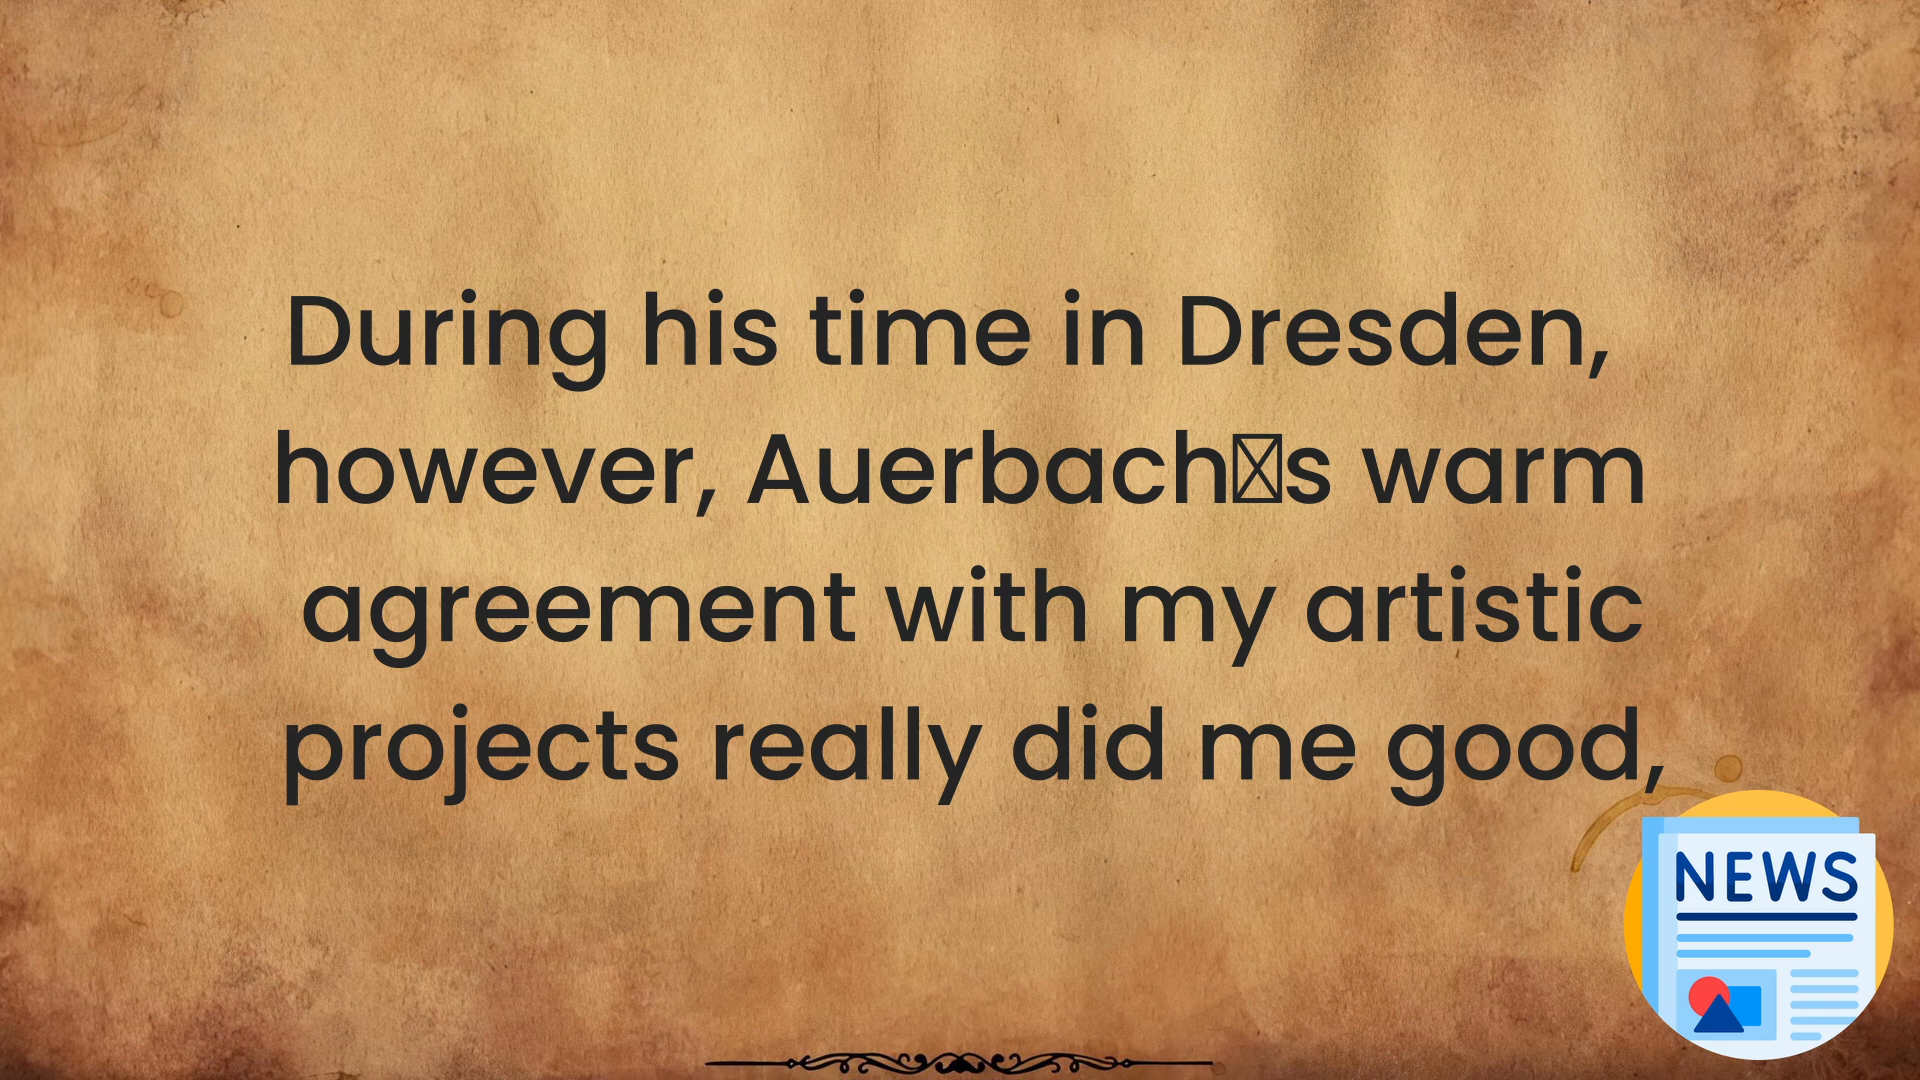 During his time in Dresden,
however, Auerbach□s warm
agreement with my artistic
projects really did me good,
NEWS